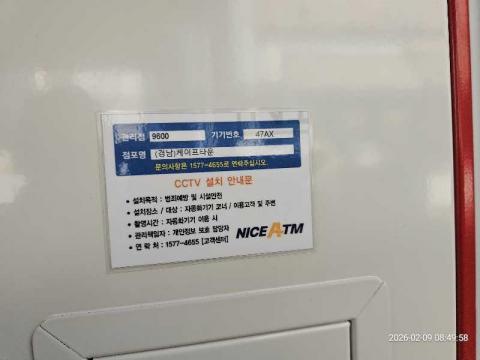 관리점 9600 기기번호 47AX
점포명 (경남)케이프타운
문의사항은 1577-4655로 연락주십시오.
CCTV 설치 안내문
• 설치목적 : 범죄예방 및 시설안전
• 설치장소 / 대상 : 자동화기기 코너 / 이용고객 및 주변
• 촬영시간 : 자동화기기 이용 시
• 관리책임자 : 개인정보 보호 담당자
• 연 락 처 : 1577-4655 [고객센터]
NICE ATM
2026-02-09 08:49:58